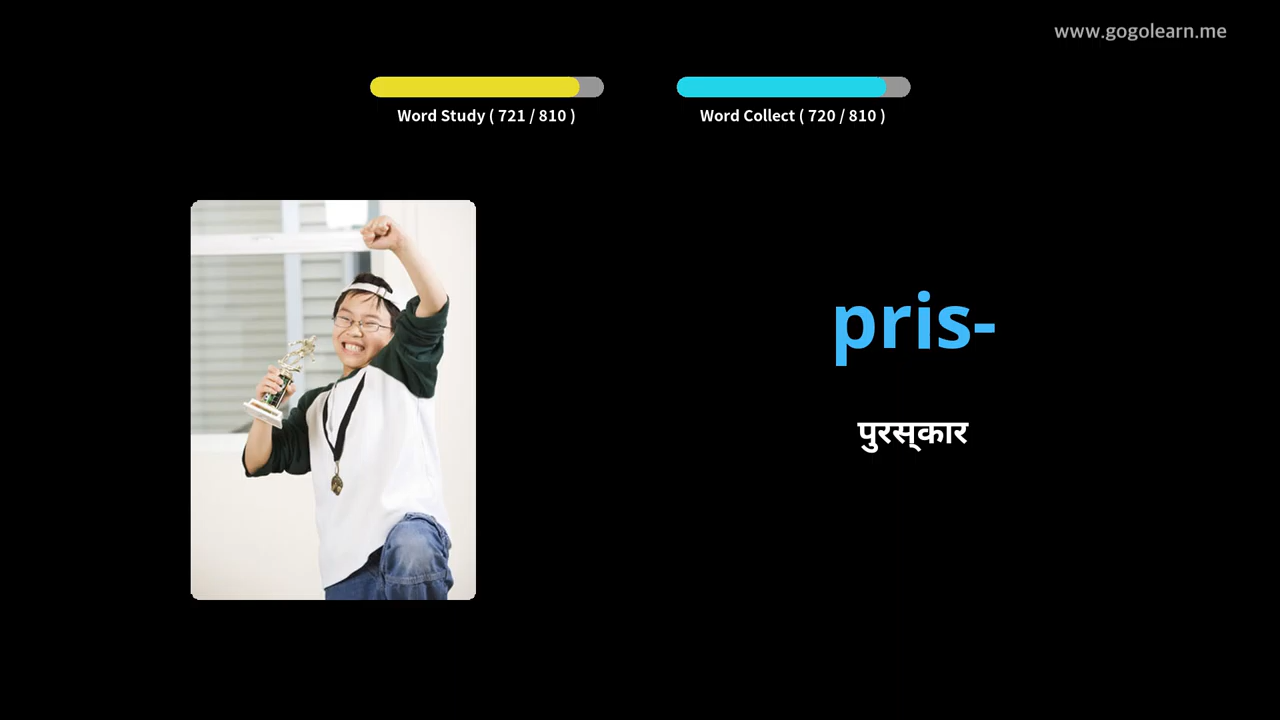 www.gogolearn.me
Word Study ( 721 / 810 )
Word Collect ( 720 / 810 )
pris-
पुरस्कार